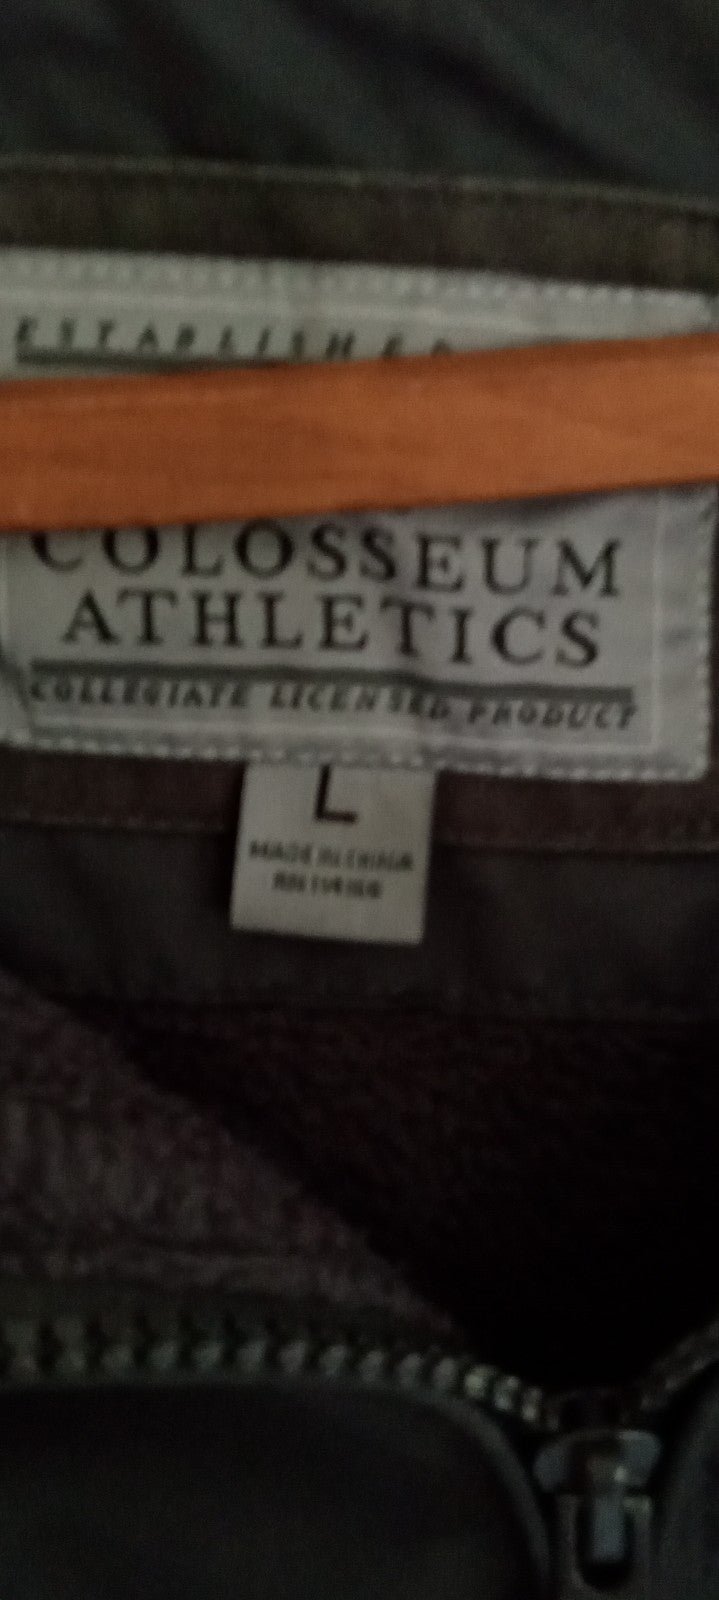 ESTABLISHED
COLOSSEUM
ATHLETICS
COLLEGIATE LICENSED PRODUCT
L
MADE IN CHINA